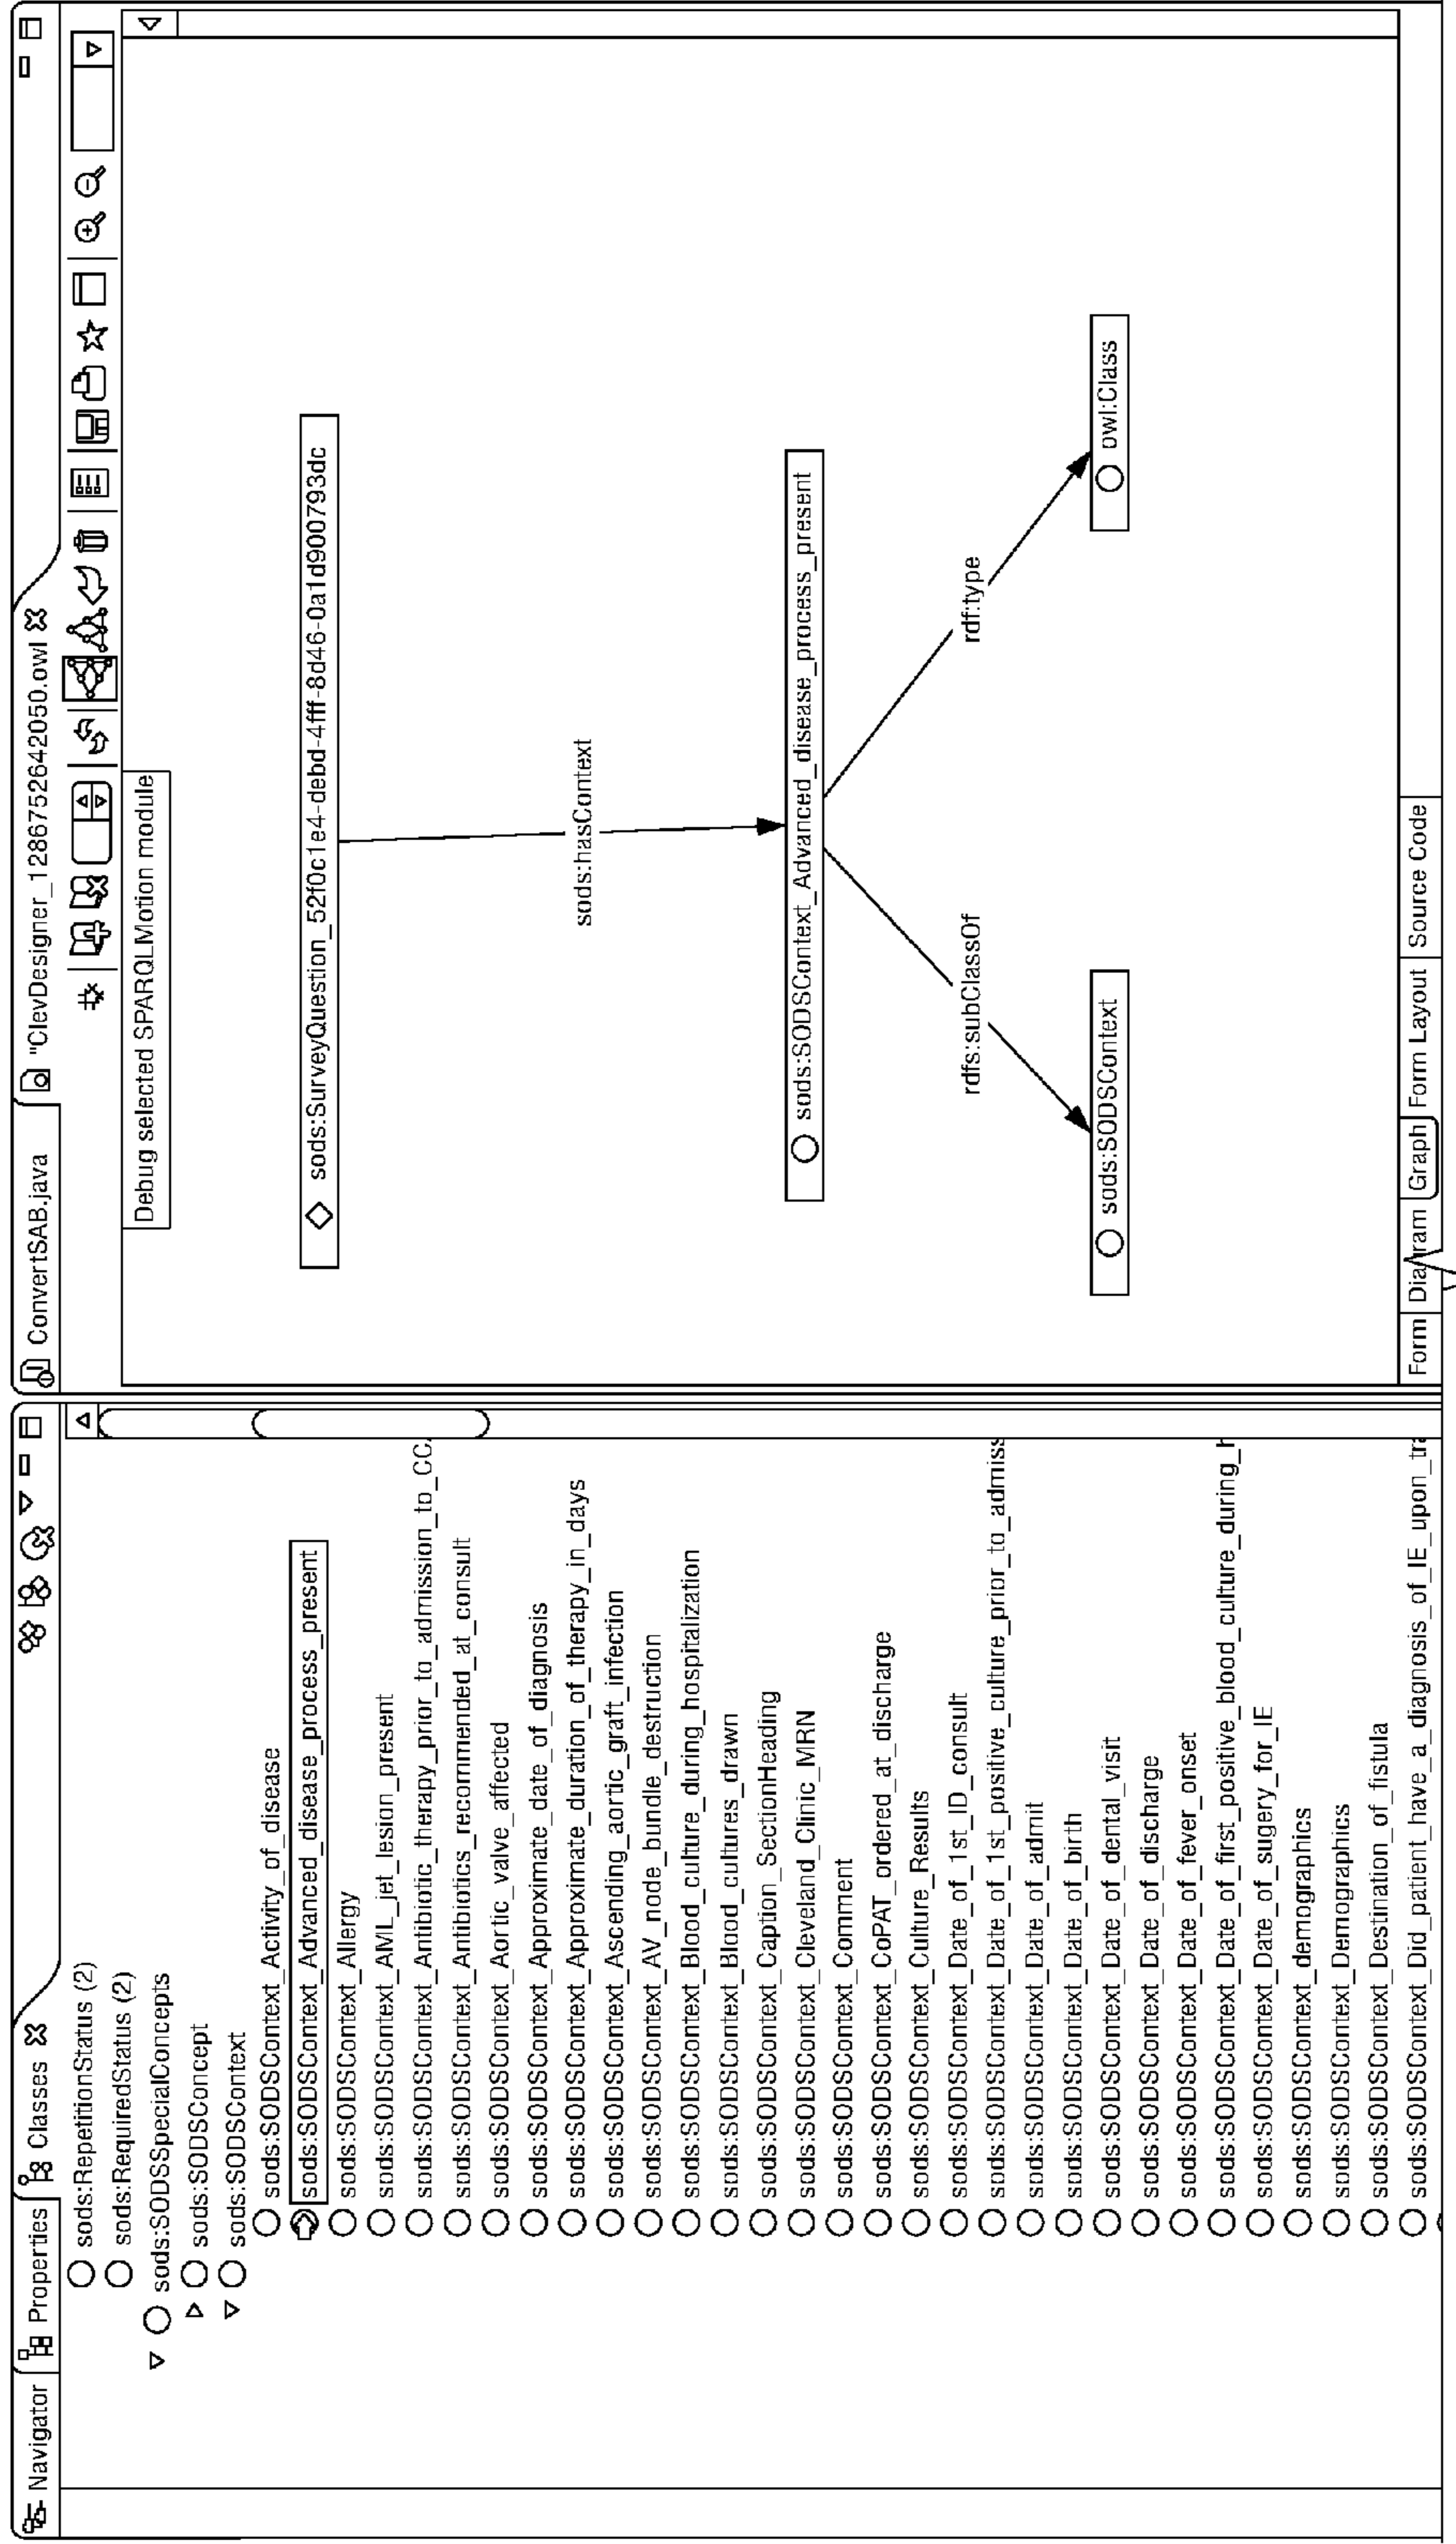 Navigator
Properties
Classes
sods:RepetitionStatus (2)
sods:RequiredStatus (2)
sods:SODSSpecialConcepts
sods:SODSConcept
sods:SODSContext
sods:SODSContext_Activity_of_disease
sods:SODSContext_Advanced_disease_process_present
sods:SODSContext_Allergy
sods:SODSContext_AML_jet_lesion_present
sods:SODSContext_Antibiotic_therapy_prior_to_admission_to_CC
sods:SODSContext_Antibiotics_recommended_at_consult
sods:SODSContext_Aortic_valve_affected
sods:SODSContext_Approximate_date_of_diagnosis
sods:SODSContext_Approximate_duration_of_therapy_in_days
sods:SODSContext_Ascending_aortic_graft_infection
sods:SODSContext_AV_node_bundle_destruction
sods:SODSContext_Blood_culture_during_hospitalization
sods:SODSContext_Blood_cultures_drawn
sods:SODSContext_Caption_SectionHeading
sods:SODSContext_Cleveland_Clinic_MRN
sods:SODSContext_Comment
sods:SODSContext_CoPAT_ordered_at_discharge
sods:SODSContext_Culture_Results
sods:SODSContext_Date_of_1st_ID_consult
sods:SODSContext_Date_of_1st_positive_culture_prior_to_admiss
sods:SODSContext_Date_of_admit
sods:SODSContext_Date_of_birth
sods:SODSContext_Date_of_dental_visit
sods:SODSContext_Date_of_discharge
sods:SODSContext_Date_of_fever_onset
sods:SODSContext_Date_of_first_positive_blood_culture_during_h
sods:SODSContext_Date_of_sugery_for_IE
sods:SODSContext_demographics
sods:SODSContext_Demographics
sods:SODSContext_Destination_of_fistula
sods:SODSContext_Did_patient_have_a_diagnosis_of_IE_upon_tra
ConvertSAB.java
"ClevDesigner_1286752642050.owl
Debug selected SPARQLMotion module
sods:SurveyQuestion_52f0c1e4-debd-4fff-8d46-0a1d900793dc
sods:hasContext
sods:SODSContext_Advanced_disease_process_present
rdfs:subClassOf
rdf:type
sods:SODSContext
owl:Class
Form
Diagram
Graph
Form Layout
Source Code